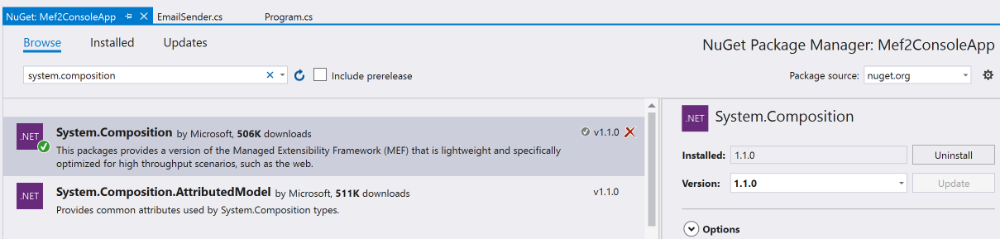 NuGet: Mef2ConsoleApp
EmailSender.cs
Program.cs
Browse
Installed
Updates
NuGet Package Manager: Mef2ConsoleApp
system.composition
Include prerelease
Package source: nuget.org
.NET
System.Composition by Microsoft, 506K downloads
v1.1.0
This packages provides a version of the Managed Extensibility Framework (MEF) that is lightweight and specifically
optimized for high throughput scenarios, such as the web.
.NET
System.Composition.AttributedModel by Microsoft, 511K downloads
v1.1.0
Provides common attributes used by System.Composition types.
.NET
System.Composition
Installed: 1.1.0
Uninstall
Version: 1.1.0
Update
Options